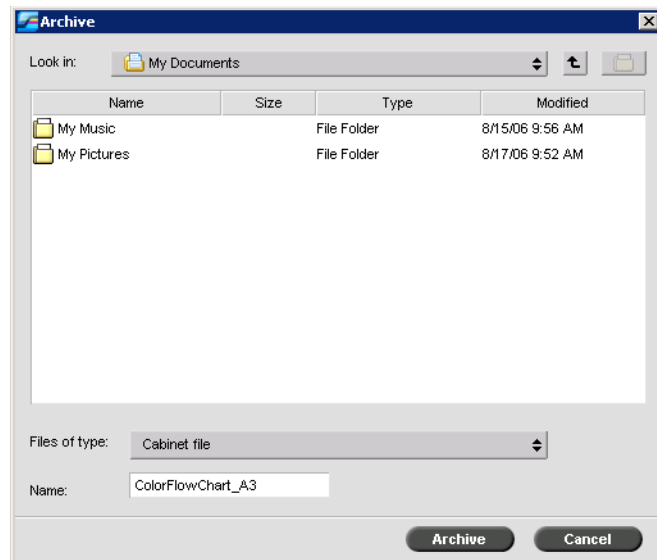 Archive
Look in: My Documents
Name Size Type Modified
My Music File Folder 8/15/06 9:56 AM
My Pictures File Folder 8/17/06 9:52 AM
Files of type: Cabinet file
Name: ColorFlowChart_A3
Archive Cancel